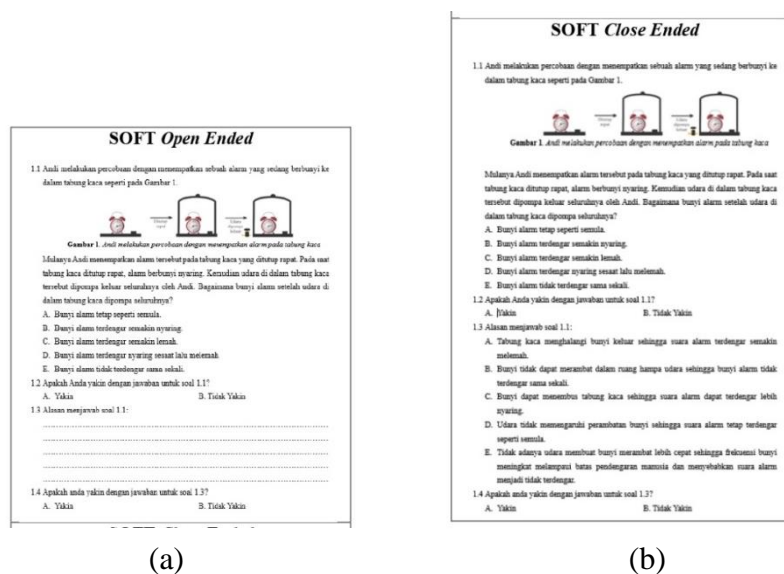 SOFT Open Ended
1.1 Andi melakukan percobaan dengan menempatkan sebuah alarm yang sedang berbunyi ke
dalam tabung kaca seperti pada Gambar 1.
Ditutup
rapat
Udara
dipompa
keluar
Gambar 1. Andi melakukan percobaan dengan menempatkan alarm pada tabung kaca
Mulanya Andi menempatkan alarm tersebut pada tabung kaca yang ditutup rapat. Pada saat
tabung kaca ditutup rapat, alarm berbunyi nyaring. Kemudian udara di dalam tabung kaca
tersebut dipompa keluar seluruhnya oleh Andi. Bagaimana bunyi alarm setelah udara di
dalam tabung kaca dipompa seluruhnya?
A. Bunyi alarm tetap seperti semula.
B. Bunyi alarm terdengar semakin nyaring.
C. Bunyi alarm terdengar semakin lemah.
D. Bunyi alarm terdengar nyaring sesaat lalu melemah.
E. Bunyi alarm tidak terdengar sama sekali.
1.2 Apakah Anda yakin dengan jawaban untuk soal 1.1?
A. Yakin B. Tidak Yakin
1.3 Alasan menjawab soal 1.1:
1.4 Apakah anda yakin dengan jawaban untuk soal 1.3?
A. Yakin B. Tidak Yakin
(a)
SOFT Close Ended
1.1 Andi melakukan percobaan dengan menempatkan sebuah alarm yang sedang berbunyi ke
dalam tabung kaca seperti pada Gambar 1.
Ditutup
rapat
Udara
dipompa
keluar
Gambar 1. Andi melakukan percobaan dengan menempatkan alarm pada tabung kaca
Mulanya Andi menempatkan alarm tersebut pada tabung kaca yang ditutup rapat. Pada saat
tabung kaca ditutup rapat, alarm berbunyi nyaring. Kemudian udara di dalam tabung kaca
tersebut dipompa keluar seluruhnya oleh Andi. Bagaimana bunyi alarm setelah udara di
dalam tabung kaca dipompa seluruhnya?
A. Bunyi alarm tetap seperti semula.
B. Bunyi alarm terdengar semakin nyaring.
C. Bunyi alarm terdengar semakin lemah.
D. Bunyi alarm terdengar nyaring sesaat lalu melemah.
E. Bunyi alarm tidak terdengar sama sekali.
1.2 Apakah Anda yakin dengan jawaban untuk soal 1.1?
A. Yakin B. Tidak Yakin
1.3 Alasan menjawab soal 1.1:
A. Tabung kaca menghalangi bunyi keluar sehingga suara alarm terdengar semakin
melemah.
B. Bunyi tidak dapat merambat dalam ruang hampa udara sehingga bunyi alarm tidak
terdengar sama sekali.
C. Bunyi dapat menembus tabung kaca sehingga suara alarm dapat terdengar lebih
nyaring.
D. Udara tidak memengaruhi perambatan bunyi sehingga suara alarm tetap terdengar
seperti semula.
E. Tidak adanya udara membuat bunyi merambat lebih cepat sehingga frekuensi bunyi
meningkat melampaui batas pendengaran manusia dan menyebabkan suara alarm
menjadi tidak terdengar.
1.4 Apakah anda yakin dengan jawaban untuk soal 1.3?
A. Yakin B. Tidak Yakin
(b)